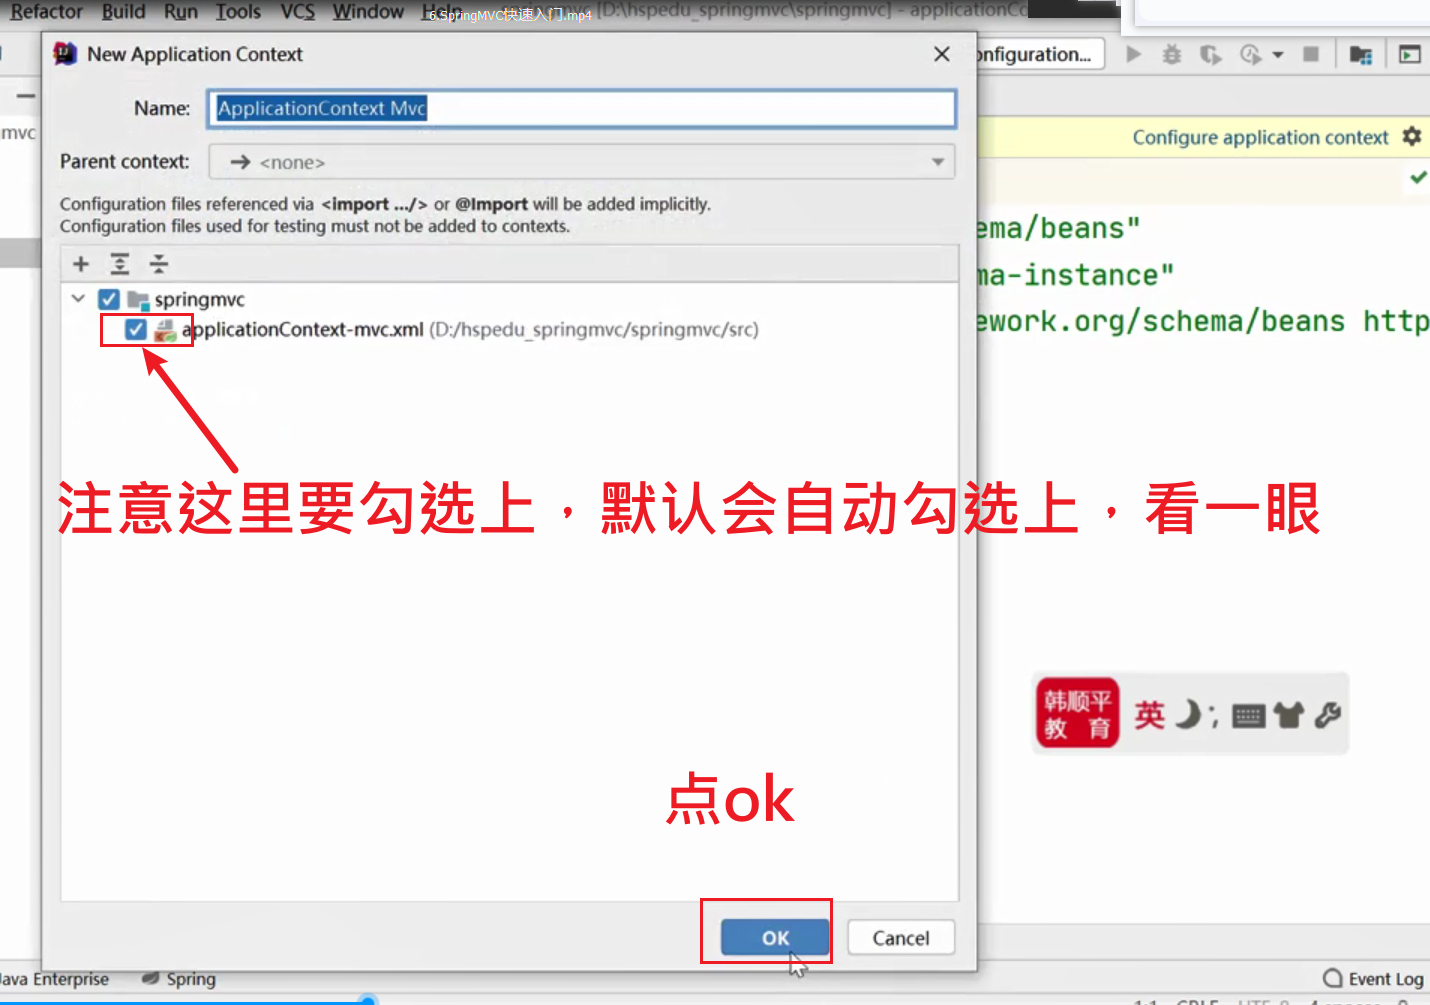 Refactor Build Run Tools VCS Window Help
6.SpringMVC快速入门.mp4
[D:\hspedu_springmvc\springmvc] - applicationCo
New Application Context
onfiguration...
Name: ApplicationContext Mvc
mvc
Configure application context
Parent context: <none>
Configuration files referenced via <import .../> or @Import will be added implicitly.
Configuration files used for testing must not be added to contexts.
ema/beans"
ma-instance"
ework.org/schema/beans http
springmvc
applicationContext-mvc.xml (D:/hspedu_springmvc/springmvc/src)
注意这里要勾选上，默认会自动勾选上，看一眼
韩顺平
教 育
英
点ok
OK Cancel
Java Enterprise Spring Event Log